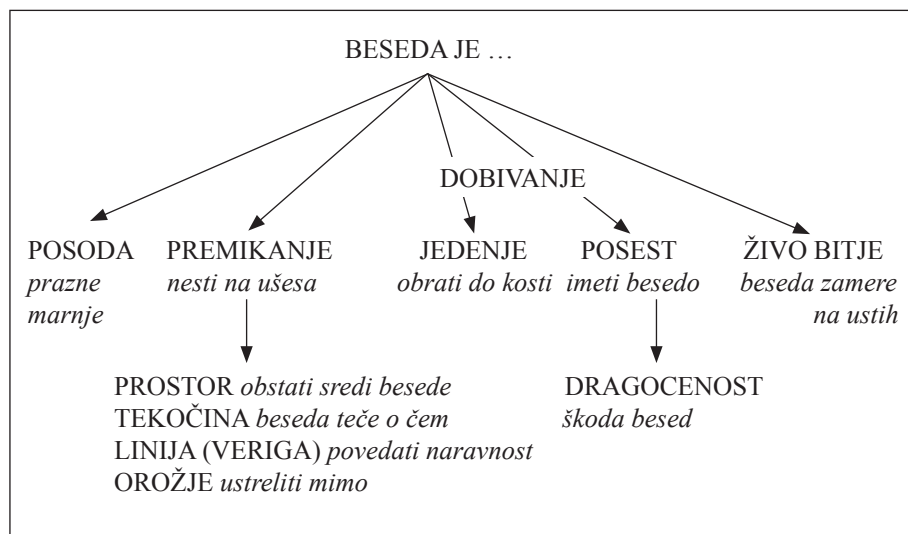 BESEDA JE …
DOBIVANJE
POSODA
prazne
marnje
PREMIKANJE
nesti na ušesa
JEDENJE
obrati do kosti
POSEST
imeti besedo
ŽIVO BITJE
beseda zamere
na ustih
PROSTOR obstati sredi besede
TEKOČINA beseda teče o čem
LINIJA (VERIGA) povedati naravnost
OROŽJE ustreliti mimo
DRAGOCENOST
škoda besed